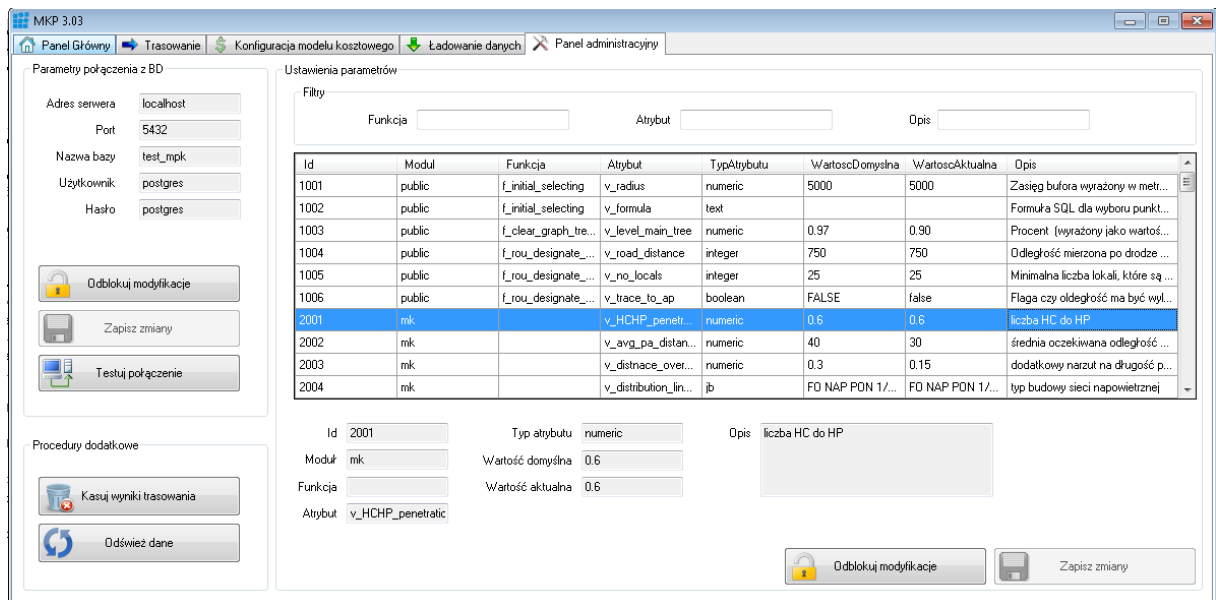 MKP 3.03
Panel Główny Trasowanie Konfiguracja modelu kosztowego Ładowanie danych Panel administracyjny
Parametry połączenia z BD
Adres serwera localhost
Port 5432
Nazwa bazy test_mpk
Użytkownik postgres
Hasło postgres
Odblokuj modyfikacje
Zapisz zmiany
Testuj połączenie
Procedury dodatkowe
Kasuj wyniki trasowania
Odśwież dane
Ustawienia parametrów
Filtry
Funkcja Atrybut Opis
Id Modul Funkcja Atrybut TypAtrybutu WartoscDomyslna WartoscAktualna Opis
1001 public f_initial_selecting v_radius numeric 5000 5000 Zasięg bufora wyrażony w metr...
1002 public f_initial_selecting v_formula text Formuła SQL dla wyboru punkt...
1003 public f_clear_graph_tre... v_level_main_tree numeric 0.97 0.90 Procent (wyrażony jako wartoś...
1004 public f_rou_designate_... v_road_distance integer 750 750 Odległość mierzona po drodze ...
1005 public f_rou_designate_... v_no_locals integer 25 25 Minimalna liczba lokali, które są ...
1006 public f_rou_designate_... v_trace_to_ap boolean FALSE false Flaga czy oldegłość ma być wyl...
2001 mk v_HCHP_penetr... numeric 0.6 0.6 liczba HC do HP
2002 mk v_avg_pa_distan... numeric 40 30 średnia oczekiwana odległość ...
2003 mk v_distnace_over... numeric 0.3 0.15 dodatkowy narzut na długość p...
2004 mk v_distribution_lin... jb FO NAP PON 1/... FO NAP PON 1/... typ budowy sieci napowietrznej
Id 2001 Typ atrybutu numeric Opis liczba HC do HP
Moduł mk Wartość domyślna 0.6
Funkcja Wartość aktualna 0.6
Atrybut v_HCHP_penetratic
Odblokuj modyfikacje Zapisz zmiany